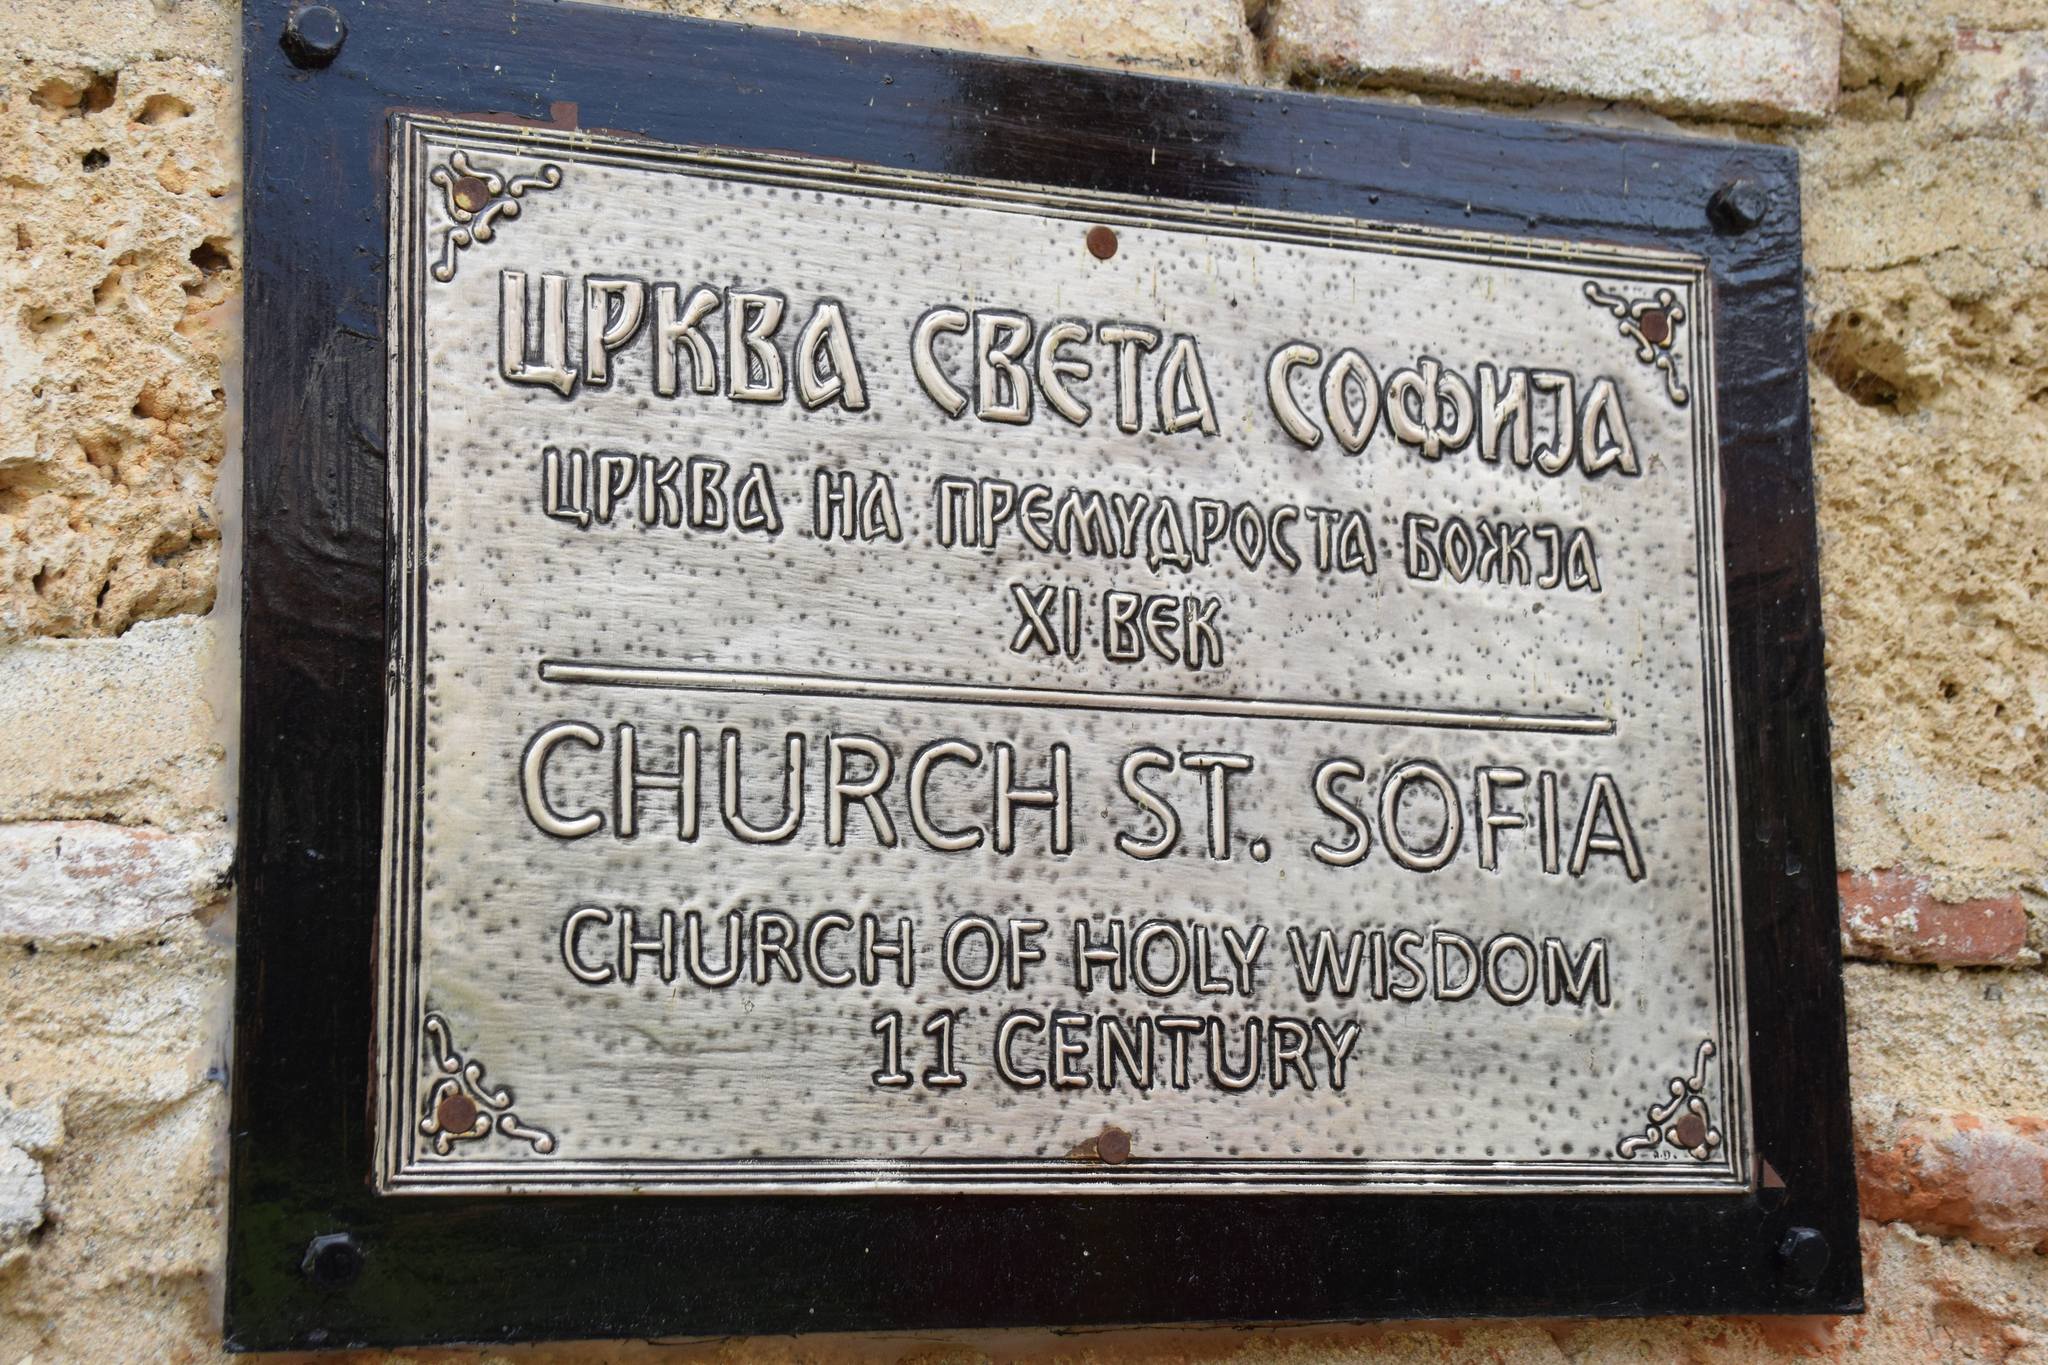 ЦРКВА СВЕТА СОФИЈА
ЦРКВА НА ПРЕМУДРОСТА БОЖЈА
XI ВЕК
CHURCH ST. SOFIA
CHURCH OF HOLY WISDOM
11 CENTURY